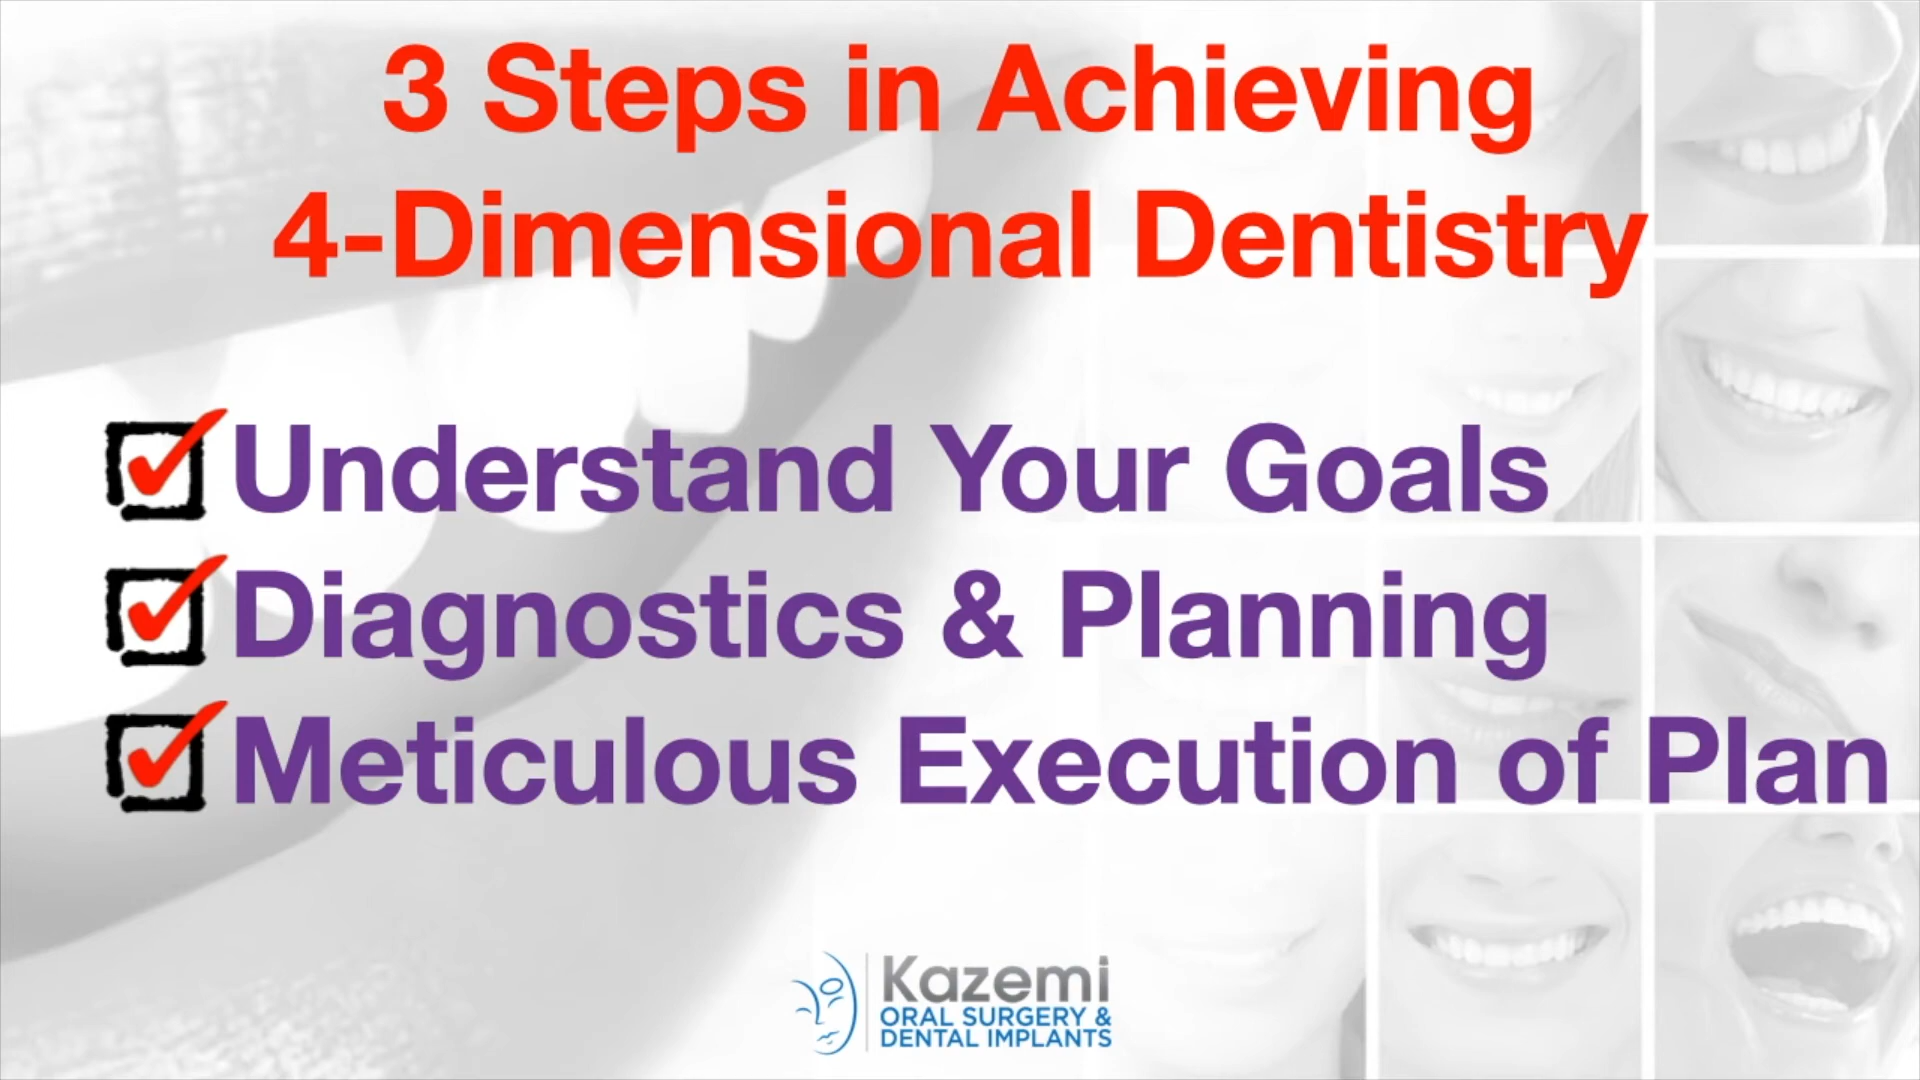 3 Steps in Achieving
4-Dimensional Dentistry
Understand Your Goals
Diagnostics & Planning
Meticulous Execution of Plan
Kazemi
ORAL SURGERY &
DENTAL IMPLANTS